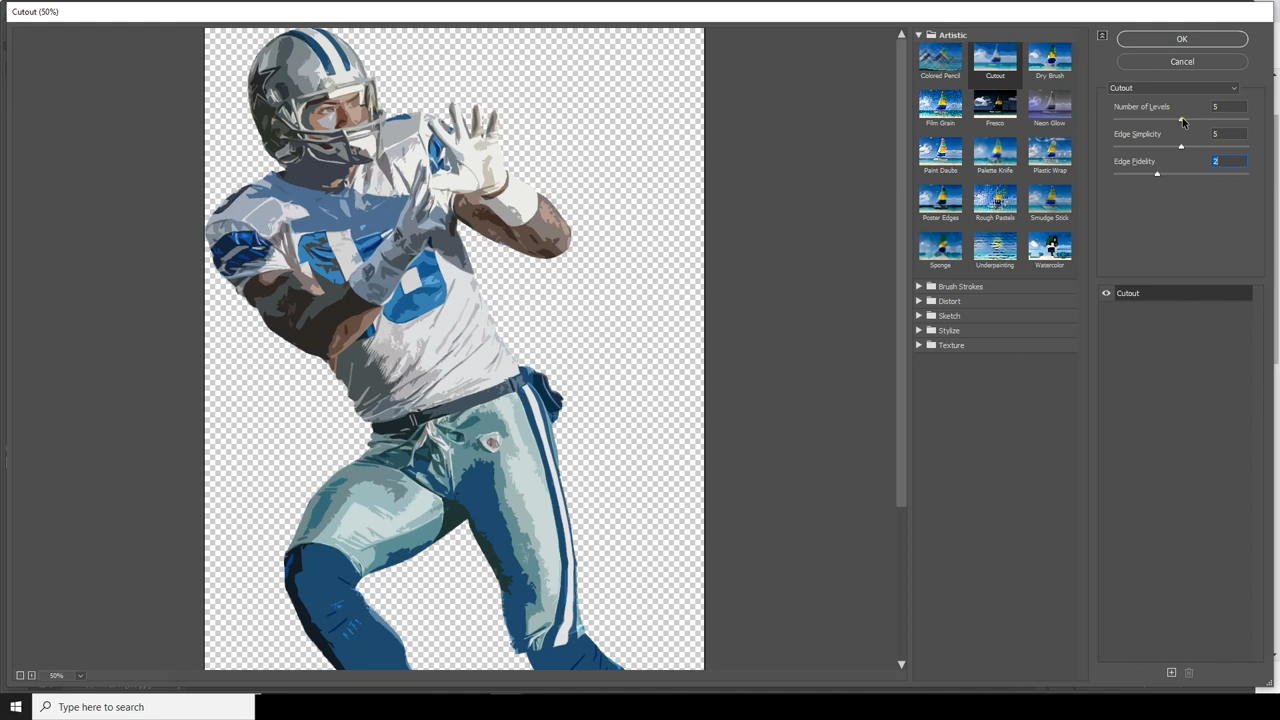 Cutout (50%)
Artistic
Colored Pencil
Cutout
Dry Brush
Film Grain
Fresco
Neon Glow
Paint Daubs
Palette Knife
Plastic Wrap
Poster Edges
Rough Pastels
Smudge Stick
Sponge
Underpainting
Watercolor
Brush Strokes
Distort
Sketch
Stylize
Texture
OK
Cancel
Cutout
Number of Levels 5
Edge Simplicity 5
Edge Fidelity 2
Cutout
50%
Type here to search